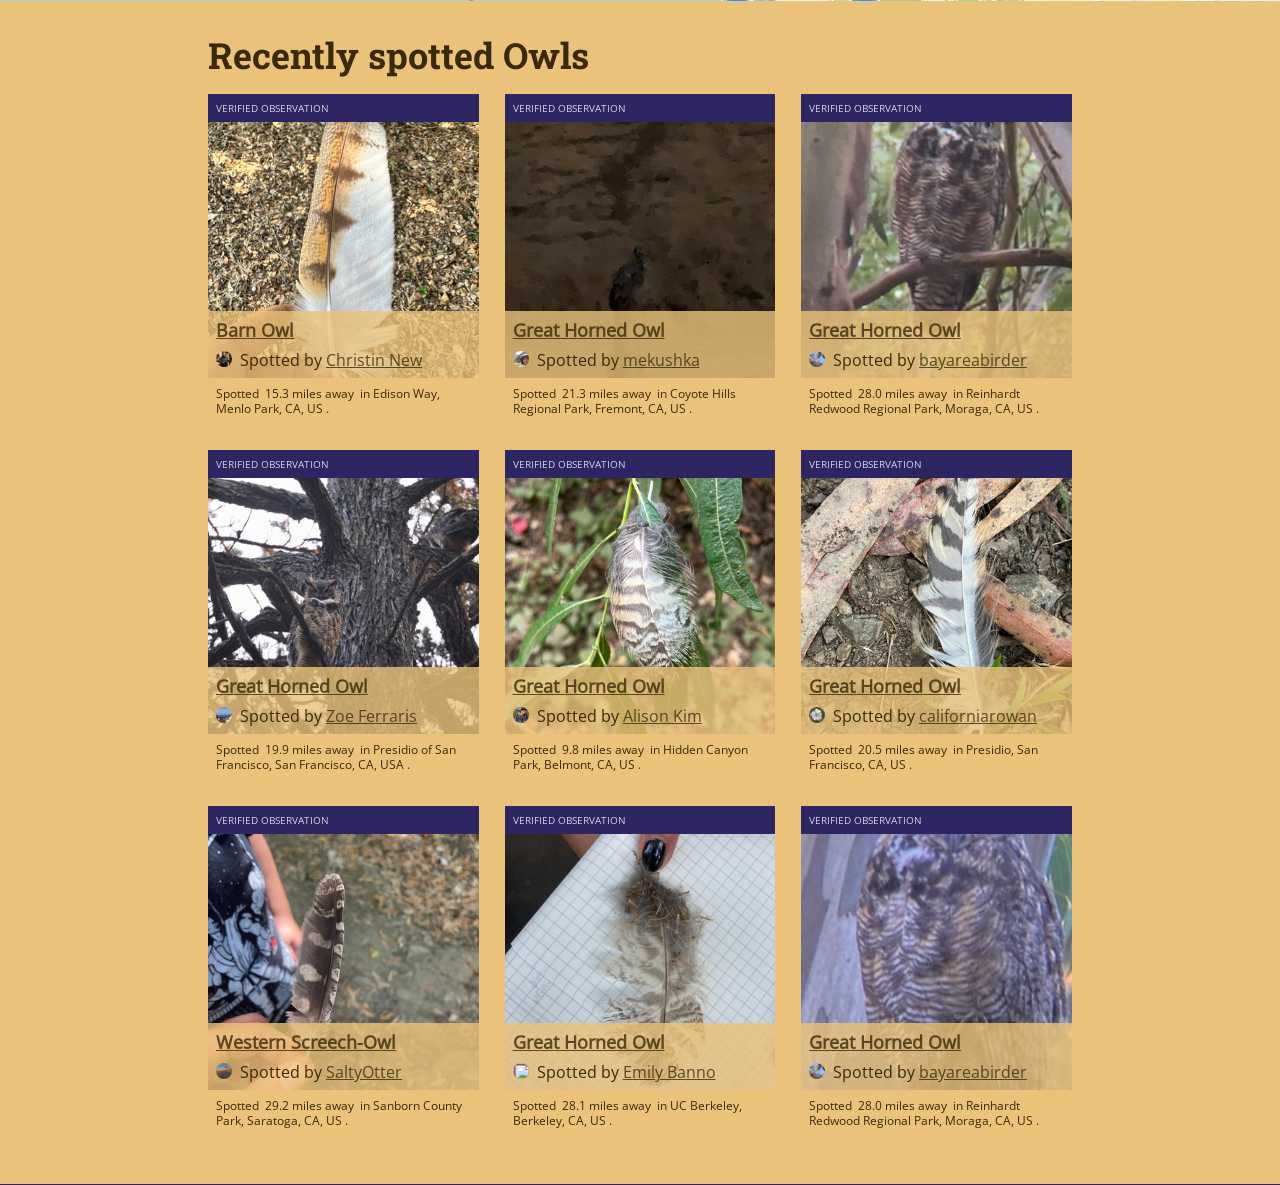 Recently spotted Owls
VERIFIED OBSERVATION
Barn Owl
Spotted by Christin New
Spotted 15.3 miles away in Edison Way,
Menlo Park, CA, US .
VERIFIED OBSERVATION
Great Horned Owl
Spotted by mekushka
Spotted 21.3 miles away in Coyote Hills
Regional Park, Fremont, CA, US .
VERIFIED OBSERVATION
Great Horned Owl
Spotted by bayareabirder
Spotted 28.0 miles away in Reinhardt
Redwood Regional Park, Moraga, CA, US .
VERIFIED OBSERVATION
Great Horned Owl
Spotted by Zoe Ferraris
Spotted 19.9 miles away in Presidio of San
Francisco, San Francisco, CA, USA .
VERIFIED OBSERVATION
Great Horned Owl
Spotted by Alison Kim
Spotted 9.8 miles away in Hidden Canyon
Park, Belmont, CA, US .
VERIFIED OBSERVATION
Great Horned Owl
Spotted by californiarowan
Spotted 20.5 miles away in Presidio, San
Francisco, CA, US .
VERIFIED OBSERVATION
Western Screech-Owl
Spotted by SaltyOtter
Spotted 29.2 miles away in Sanborn County
Park, Saratoga, CA, US .
VERIFIED OBSERVATION
Great Horned Owl
Spotted by Emily Banno
Spotted 28.1 miles away in UC Berkeley,
Berkeley, CA, US .
VERIFIED OBSERVATION
Great Horned Owl
Spotted by bayareabirder
Spotted 28.0 miles away in Reinhardt
Redwood Regional Park, Moraga, CA, US .